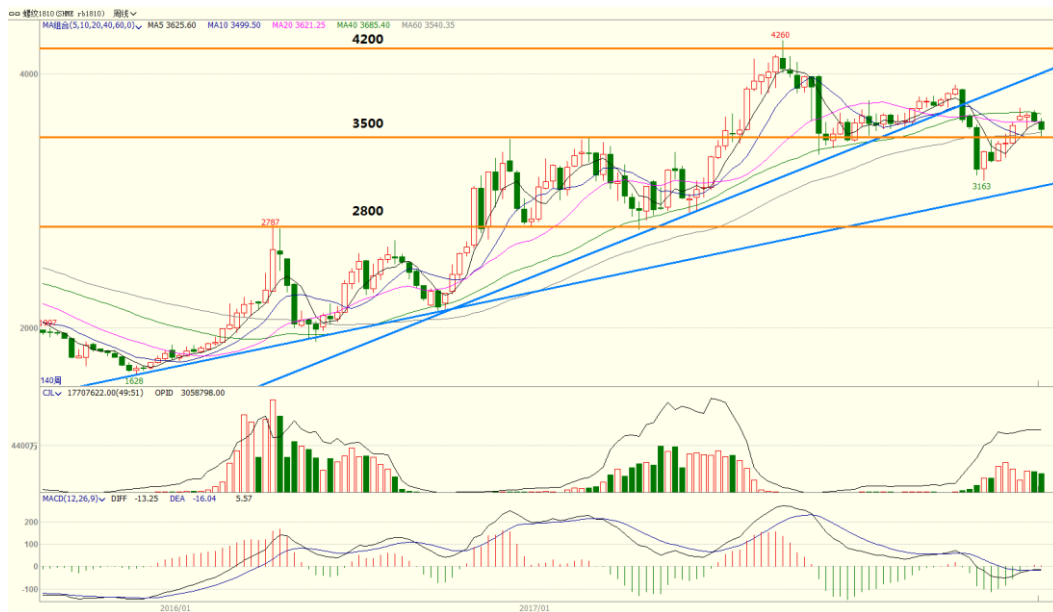 螺纹1810 (SHME rb1810) 周线
MA组合(5,10,20,40,60,0) MA5 3625.60 MA10 3499.50 MA20 3621.25 MA40 3685.40 MA60 3540.35
4200
4260
4000
3500
3163
2800
2787
2000
1628
140周
CJL 17707622.00(49:51) OPID 3058798.00
4400万
MACD(12,26,9) DIFF -13.25 DEA -16.04 5.57
200
100
0
-100
2016/01 2017/01